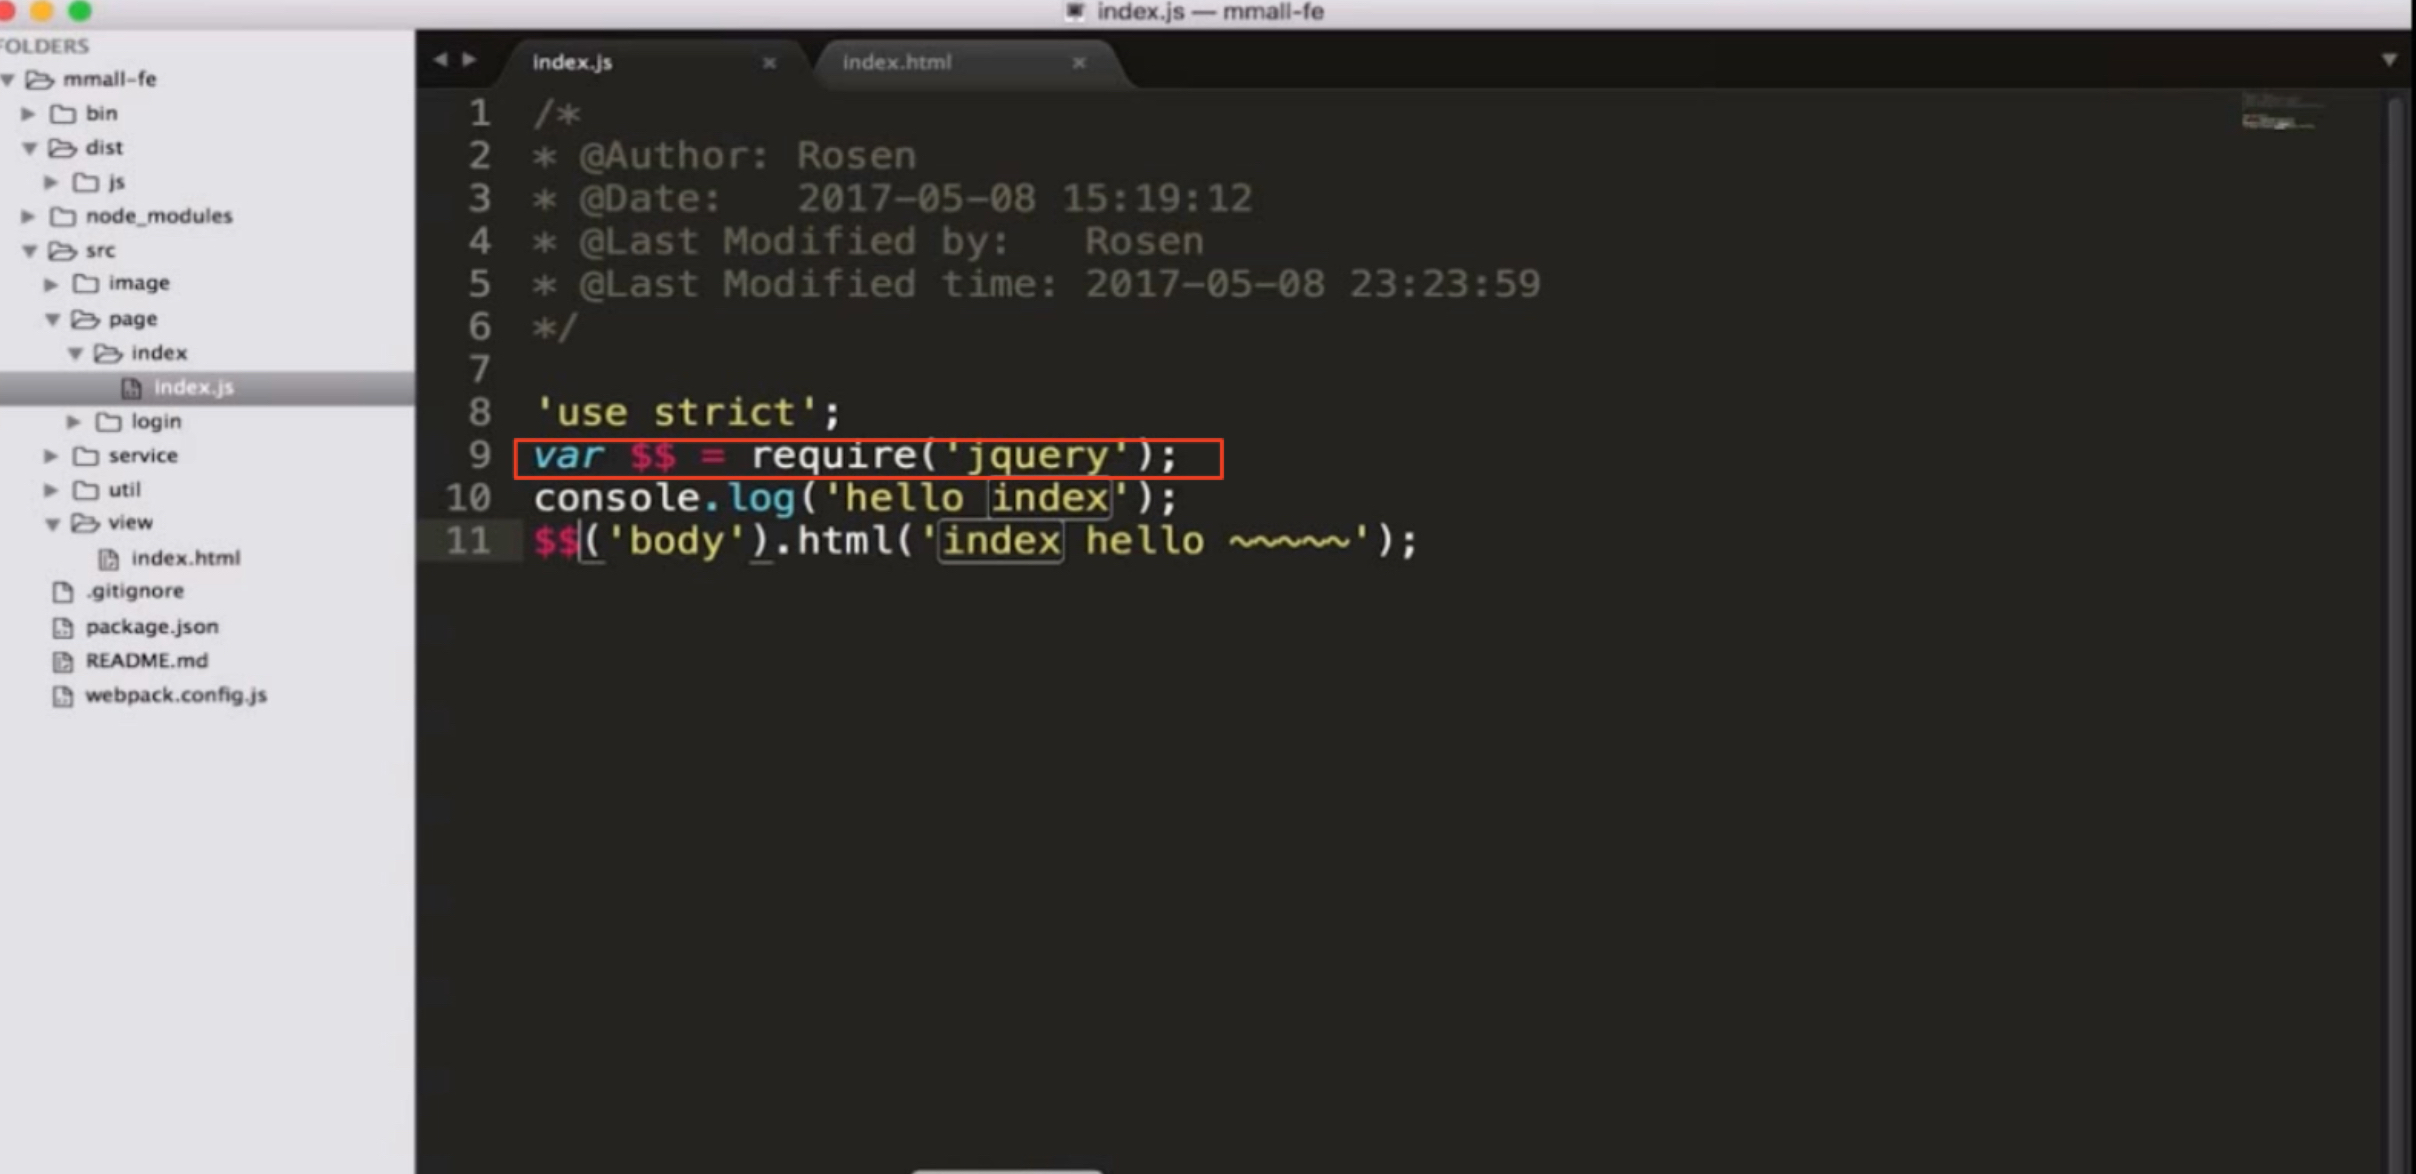 index.js — mmall-fe
FOLDERS
mmall-fe
bin
dist
js
node_modules
src
image
page
index
index.js
login
service
util
view
index.html
.gitignore
package.json
README.md
webpack.config.js
index.js
index.html
1 /*
2 * @Author: Rosen
3 * @Date:   2017-05-08 15:19:12
4 * @Last Modified by:   Rosen
5 * @Last Modified time: 2017-05-08 23:23:59
6 */
7
8 'use strict';
9 var $$ = require('jquery');
10 console.log('hello index');
11 $$('body').html('index hello ~~~~~');